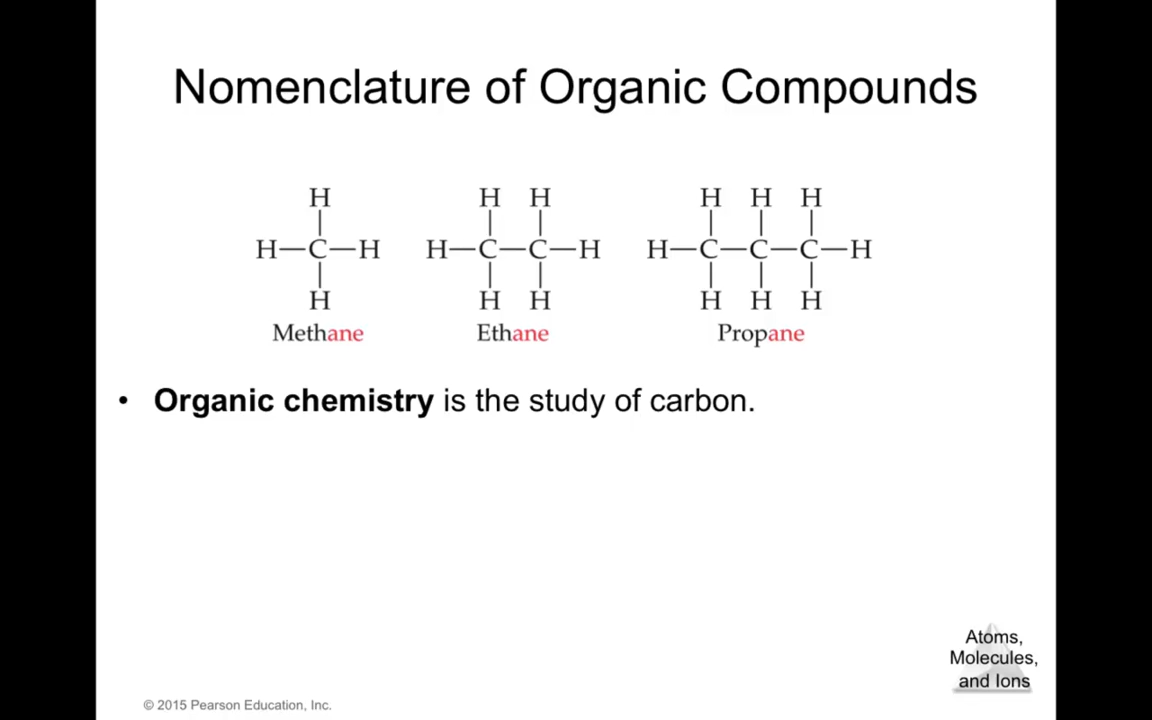 Nomenclature of Organic Compounds
H H H H H H
H—C—H H—C—C—H H—C—C—C—H
H H H H H H
Methane Ethane Propane
• Organic chemistry is the study of carbon.
Atoms,
Molecules,
and Ions
© 2015 Pearson Education, Inc.